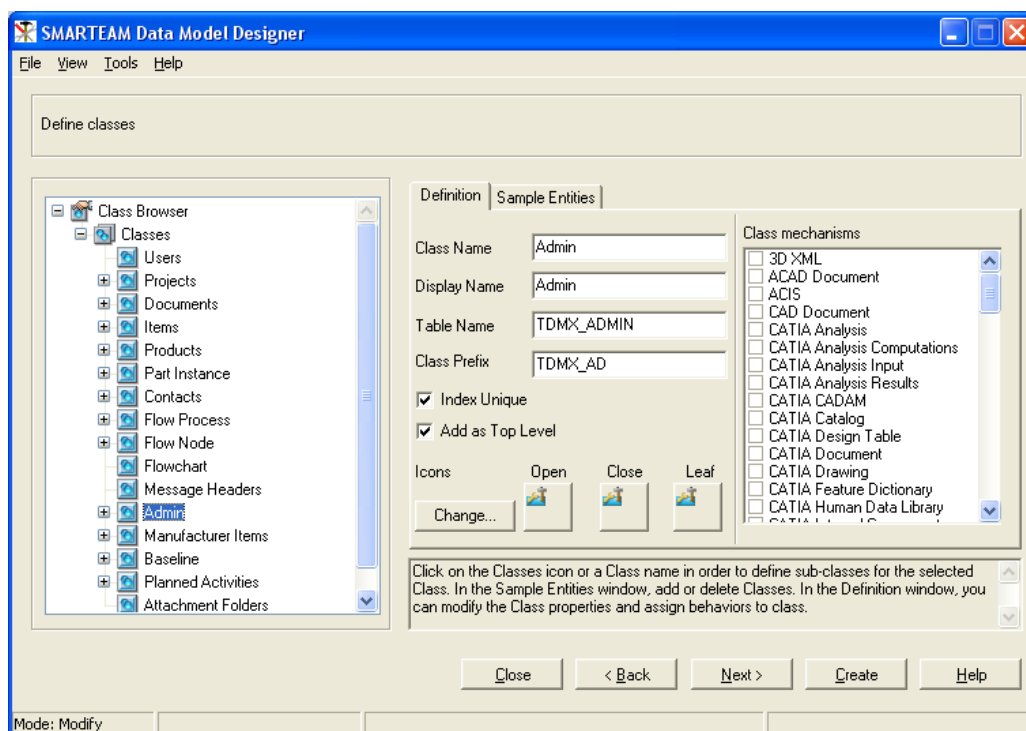 SMARTEAM Data Model Designer
File View Tools Help
Define classes
Class Browser
Classes
Users
Projects
Documents
Items
Products
Part Instance
Contacts
Flow Process
Flow Node
Flowchart
Message Headers
Admin
Manufacturer Items
Baseline
Planned Activities
Attachment Folders
Definition
Sample Entities
Class Name
Admin
Display Name
Admin
Table Name
TDMX_ADMIN
Class Prefix
TDMX_AD
Index Unique
Add as Top Level
Icons
Open
Close
Leaf
Change...
Class mechanisms
3D XML
ACAD Document
ACIS
CAD Document
CATIA Analysis
CATIA Analysis Computations
CATIA Analysis Input
CATIA Analysis Results
CATIA CADAM
CATIA Catalog
CATIA Design Table
CATIA Document
CATIA Drawing
CATIA Feature Dictionary
CATIA Human Data Library
Click on the Classes icon or a Class name in order to define sub-classes for the selected
Class. In the Sample Entities window, add or delete Classes. In the Definition window, you
can modify the Class properties and assign behaviors to class.
Close
< Back
Next >
Create
Help
Mode: Modify